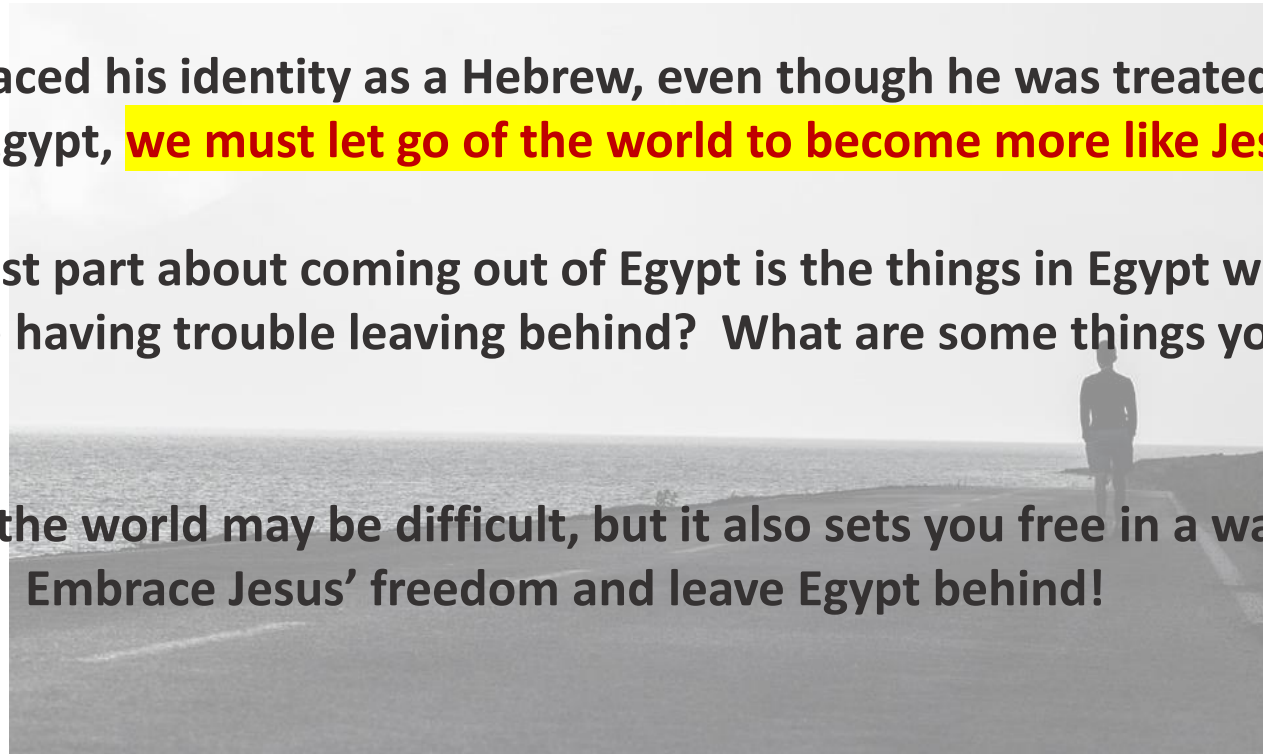 aced his identity as a Hebrew, even though he was treated
gypt, we must let go of the world to become more like Jes
st part about coming out of Egypt is the things in Egypt w
having trouble leaving behind?  What are some things yo
the world may be difficult, but it also sets you free in a wa
Embrace Jesus’ freedom and leave Egypt behind!